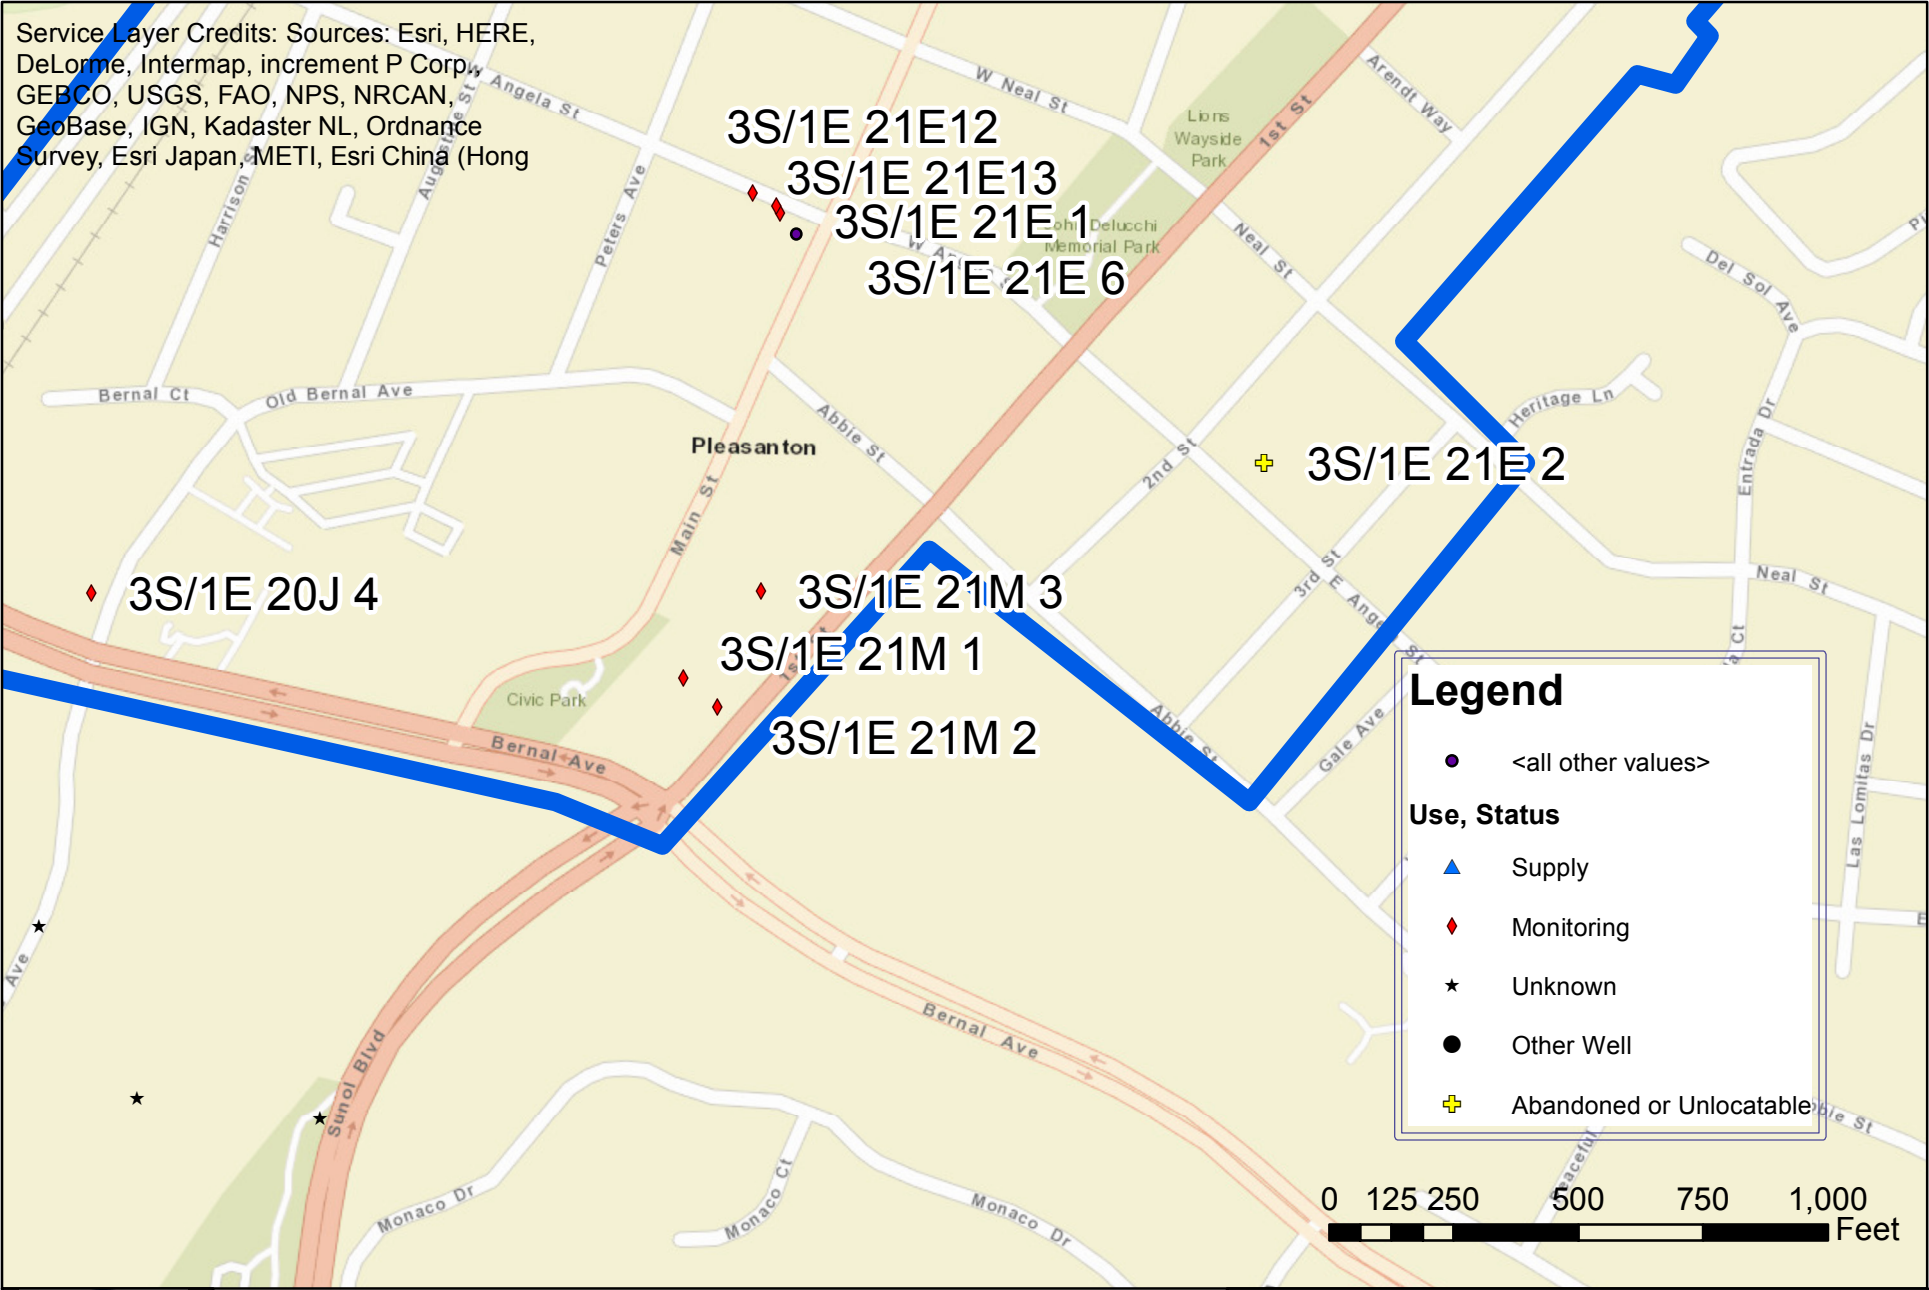 Service Layer Credits: Sources: Esri, HERE,
DeLorme, Intermap, increment P Corp.,
GEBCO, USGS, FAO, NPS, NRCAN,
GeoBase, IGN, Kadaster NL, Ordnance
Survey, Esri Japan, METI, Esri China (Hong
W Angela St
W Neal St
Arendt Way
Lions
Wayside
Park
1st St
3S/1E 21E12
3S/1E 21E13
3S/1E 21E 1
3S/1E 21E 6
John Delucchi
Memorial Park
Harrison
Augustine St
Peters Ave
Neal St
Del Sol Ave
Bernal Ct
Old Bernal Ave
Abbie St
Pleasanton
Main St
2nd St
Heritage Ln
Entrada Dr
3S/1E 21E 2
3S/1E 20J 4
3S/1E 21M 3
3S/1E 21M 1
3S/1E 21M 2
3rd St
E Angela St
Neal St
Civic Park
Bernal Ave
Abbie St
Gale Ave
Las Lomitas Dr
Legend
<all other values>
Use, Status
Supply
Monitoring
Unknown
Other Well
Abandoned or Unlocatable
Ave
Sunol Blvd
Bernal Ave
Monaco Dr
Monaco Ct
Monaco Dr
Peaceful
0 125 250 500 750 1,000
Feet